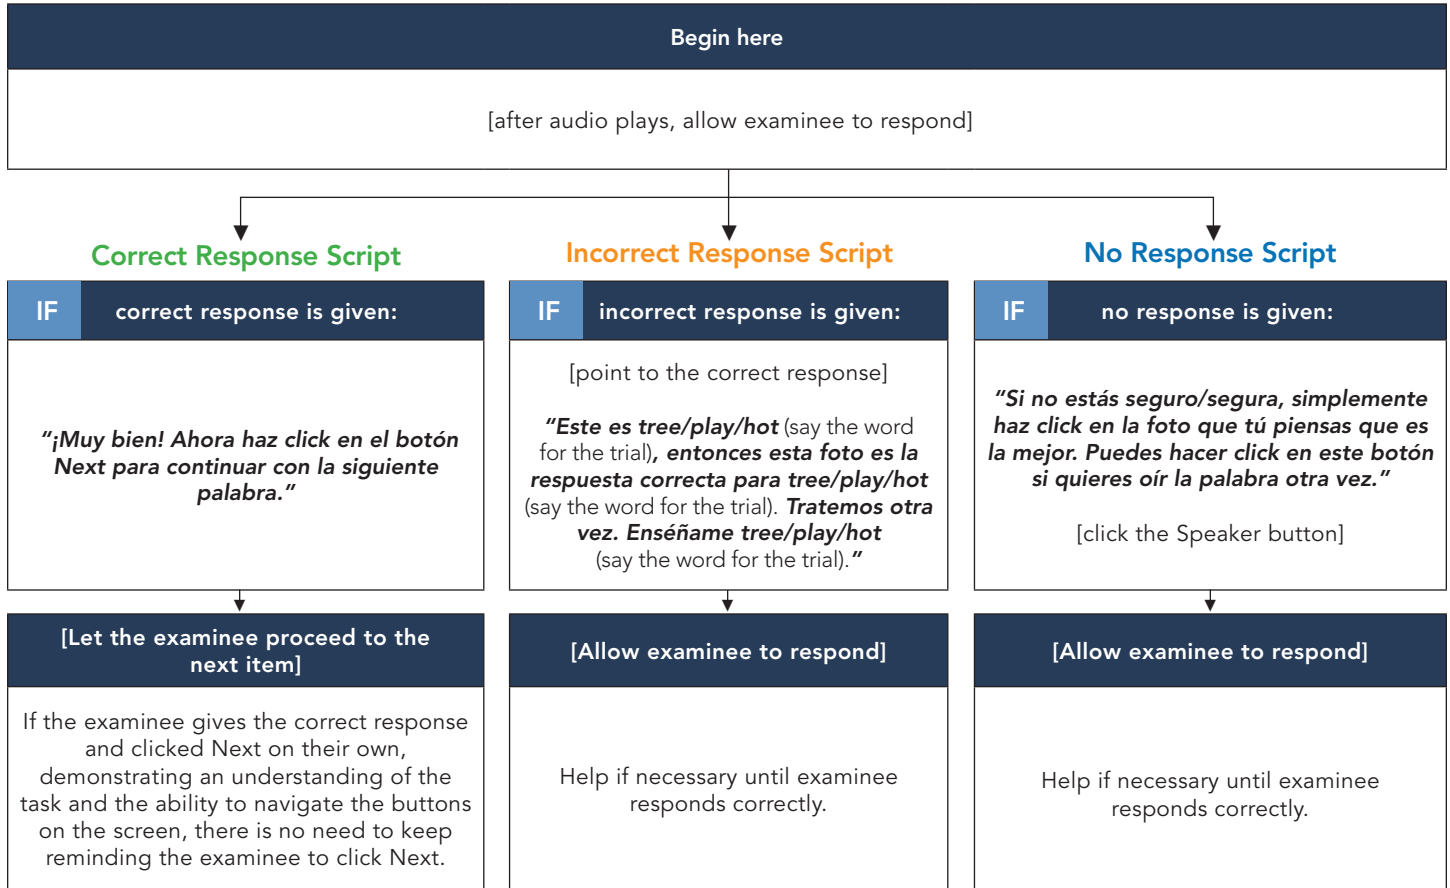 Begin here
[after audio plays, allow examinee to respond]
Correct Response Script
IF
correct response is given:
“¡Muy bien! Ahora haz click en el botón
Next para continuar con la siguiente
palabra.”
[Let the examinee proceed to the
next item]
If the examinee gives the correct response
and clicked Next on their own,
demonstrating an understanding of the
task and the ability to navigate the buttons
on the screen, there is no need to keep
reminding the examinee to click Next.
Incorrect Response Script
IF
incorrect response is given:
[point to the correct response]
“Este es tree/play/hot (say the word
for the trial), entonces esta foto es la
respuesta correcta para tree/play/hot
(say the word for the trial). Tratemos otra
vez. Enséñame tree/play/hot
(say the word for the trial).”
[Allow examinee to respond]
Help if necessary until examinee
responds correctly.
No Response Script
IF
no response is given:
“Si no estás seguro/segura, simplemente
haz click en la foto que tú piensas que es
la mejor. Puedes hacer click en este botón
si quieres oír la palabra otra vez.”
[click the Speaker button]
[Allow examinee to respond]
Help if necessary until examinee
responds correctly.